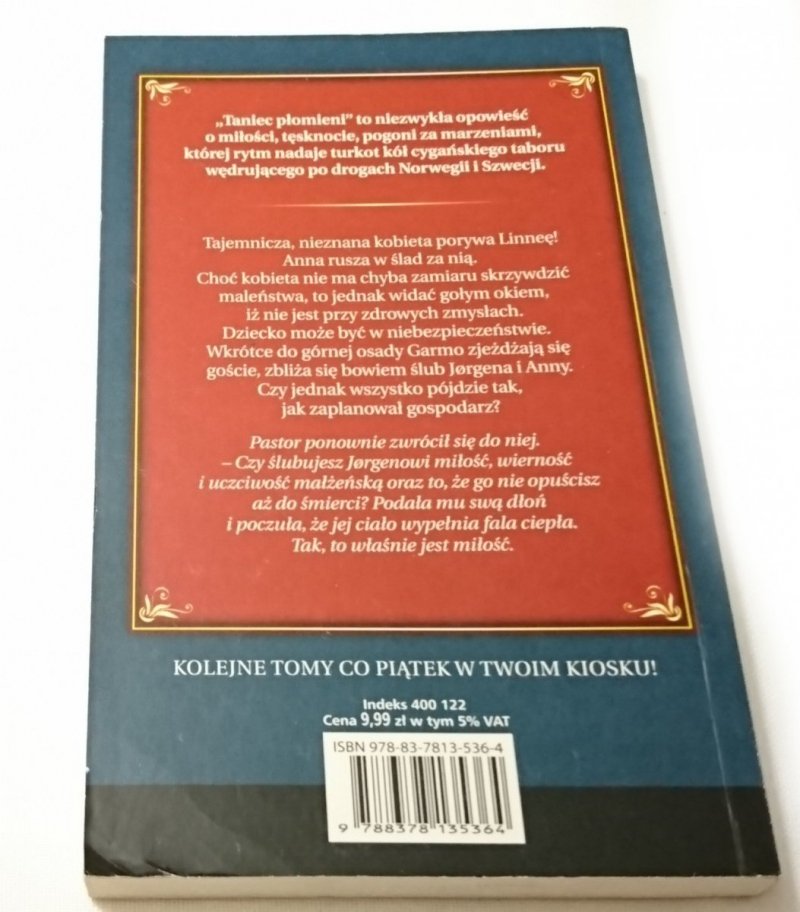 „Taniec płomieni” to niezwykła opowieść
o miłości, tęsknocie, pogoni za marzeniami,
której rytm nadaje turkot kół cygańskiego taboru
wędrującego po drogach Norwegii i Szwecji.
Tajemnicza, nieznana kobieta porywa Linneę!
Anna rusza w ślad za nią.
Choć kobieta nie ma chyba zamiaru skrzywdzić
maleństwa, to jednak widać gołym okiem,
iż nie jest przy zdrowych zmysłach.
Dziecko może być w niebezpieczeństwie.
Wkrótce do górnej osady Garmo zjeżdżają się
goście, zbliża się bowiem ślub Jørgena i Anny.
Czy jednak wszystko pójdzie tak,
jak zaplanował gospodarz?
Pastor ponownie zwrócił się do niej.
– Czy ślubujesz Jørgenowi miłość, wierność
i uczciwość małżeńską oraz to, że go nie opuścisz
aż do śmierci? Podała mu swą dłoń
i poczuła, że jej ciało wypełnia fala ciepła.
Tak, to właśnie jest miłość.
KOLEJNE TOMY CO PIĄTEK W TWOIM KIOSKU!
Indeks 400 122
Cena 9,99 zł w tym 5% VAT
ISBN 978-83-7813-536-4
9 788378 135364